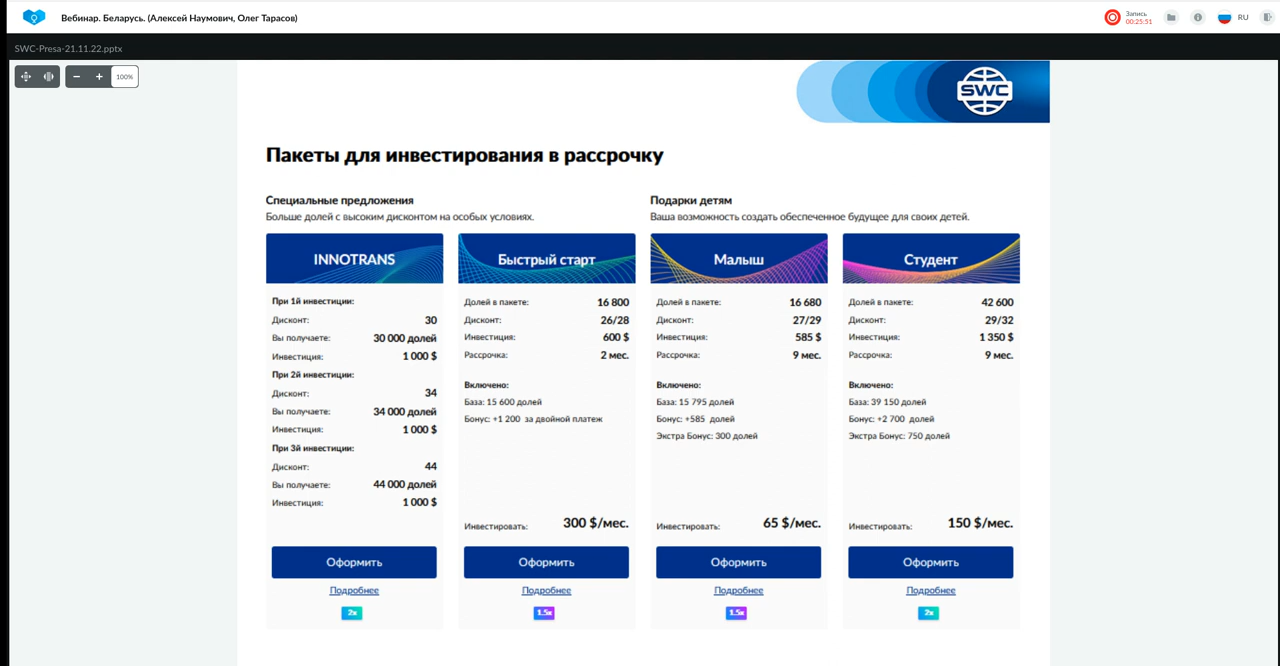 Вебинар. Беларусь. (Алексей Наумович, Олег Тарасов)
Запись
00:25:51
RU
SWC-Presa-21.11.22.pptx
100%
SWC
Пакеты для инвестирования в рассрочку
Специальные предложения
Больше долей с высоким дисконтом на особых условиях.
Подарки детям
Ваша возможность создать обеспеченное будущее для своих детей.
INNOTRANS
При 1й инвестиции:
Дисконт: 30
Вы получаете: 30 000 долей
Инвестиция: 1 000 $
При 2й инвестиции:
Дисконт: 34
Вы получаете: 34 000 долей
Инвестиция: 1 000 $
При 3й инвестиции:
Дисконт: 44
Вы получаете: 44 000 долей
Инвестиция: 1 000 $
Оформить
Подробнее
2x
Быстрый старт
Долей в пакете: 16 800
Дисконт: 26/28
Инвестиция: 600 $
Рассрочка: 2 мес.
Включено:
База: 15 600 долей
Бонус: +1 200 за двойной платеж
Инвестировать: 300 $/мес.
Оформить
Подробнее
1.5x
Малыш
Долей в пакете: 16 680
Дисконт: 27/29
Инвестиция: 585 $
Рассрочка: 9 мес.
Включено:
База: 15 795 долей
Бонус: +585 долей
Экстра Бонус: 300 долей
Инвестировать: 65 $/мес.
Оформить
Подробнее
1.5x
Студент
Долей в пакете: 42 600
Дисконт: 29/32
Инвестиция: 1 350 $
Рассрочка: 9 мес.
Включено:
База: 39 150 долей
Бонус: +2 700 долей
Экстра Бонус: 750 долей
Инвестировать: 150 $/мес.
Оформить
Подробнее
2x